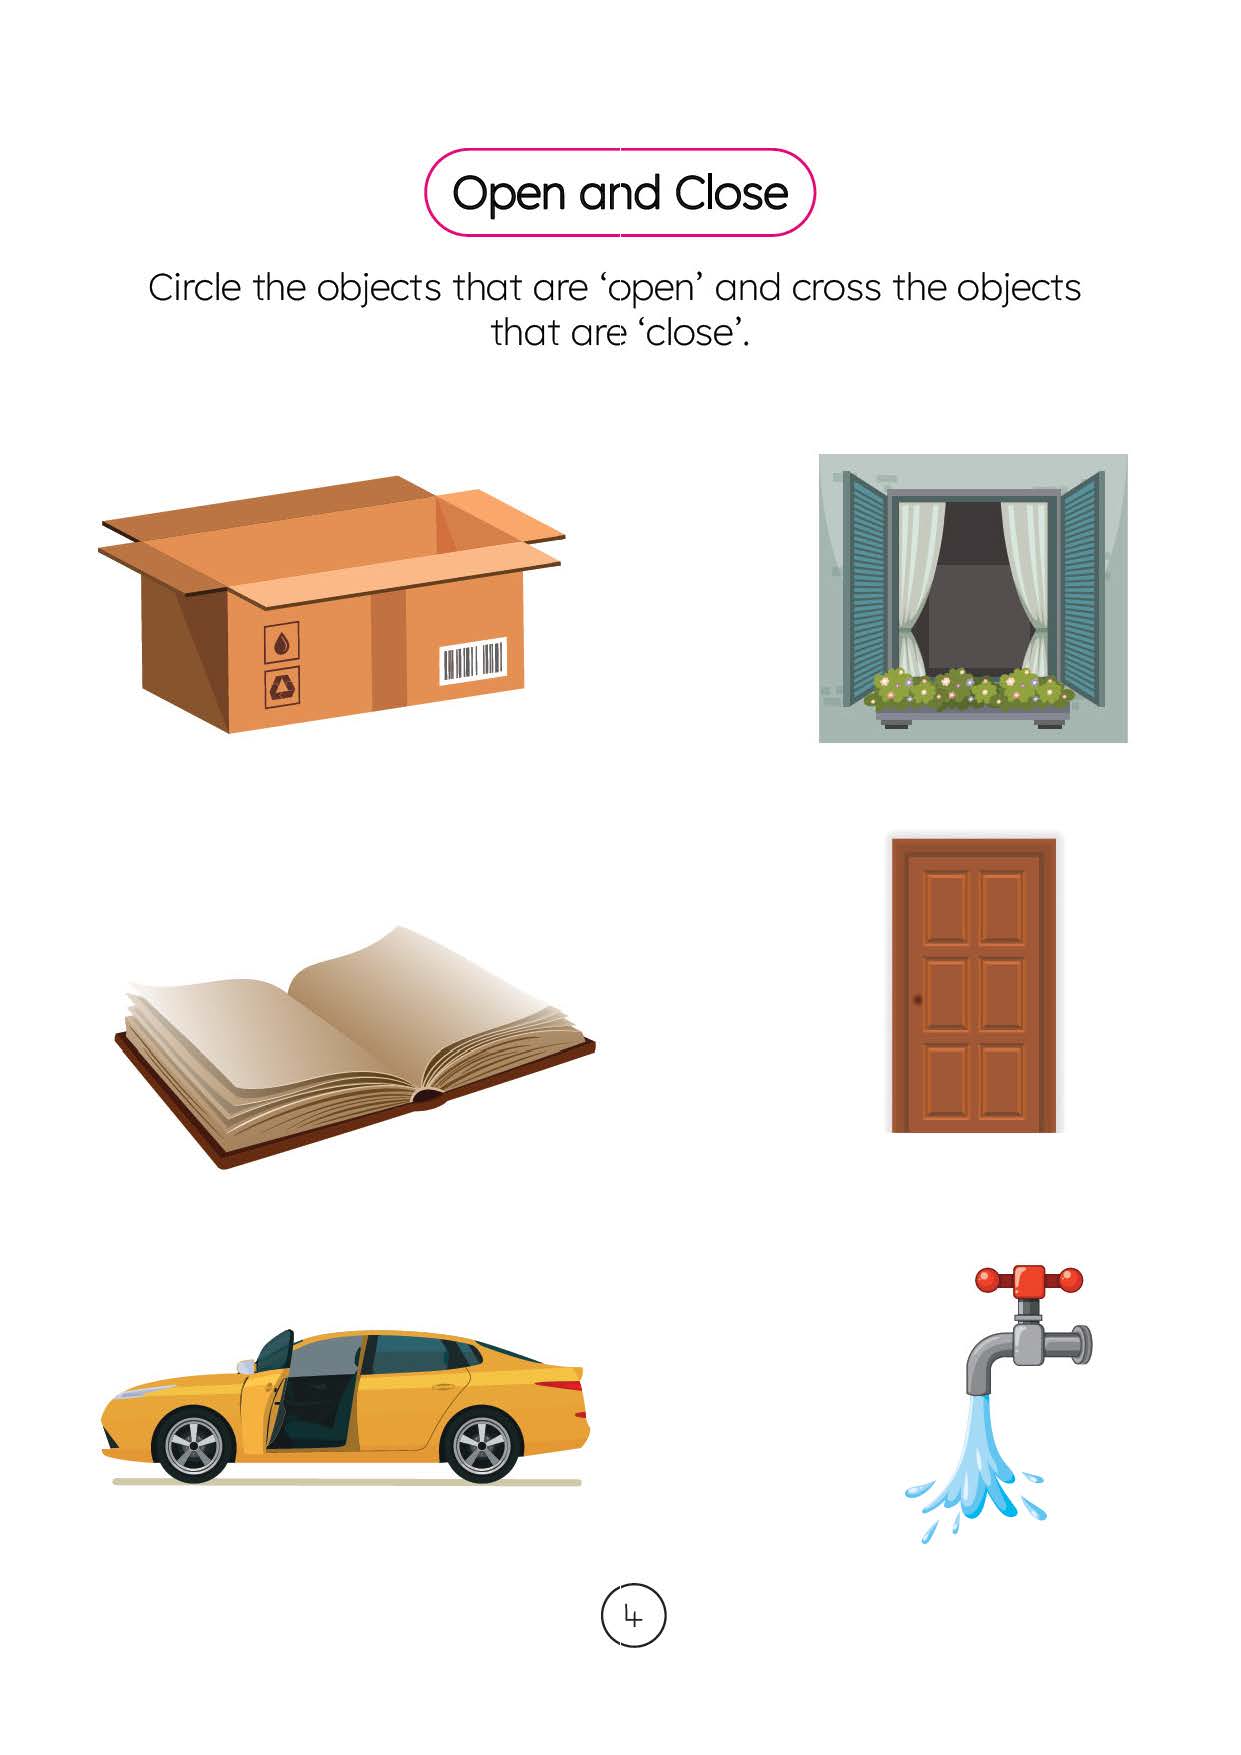 Open and Close
Circle the objects that are ‘open’ and cross the objects
that are ‘close’.
4